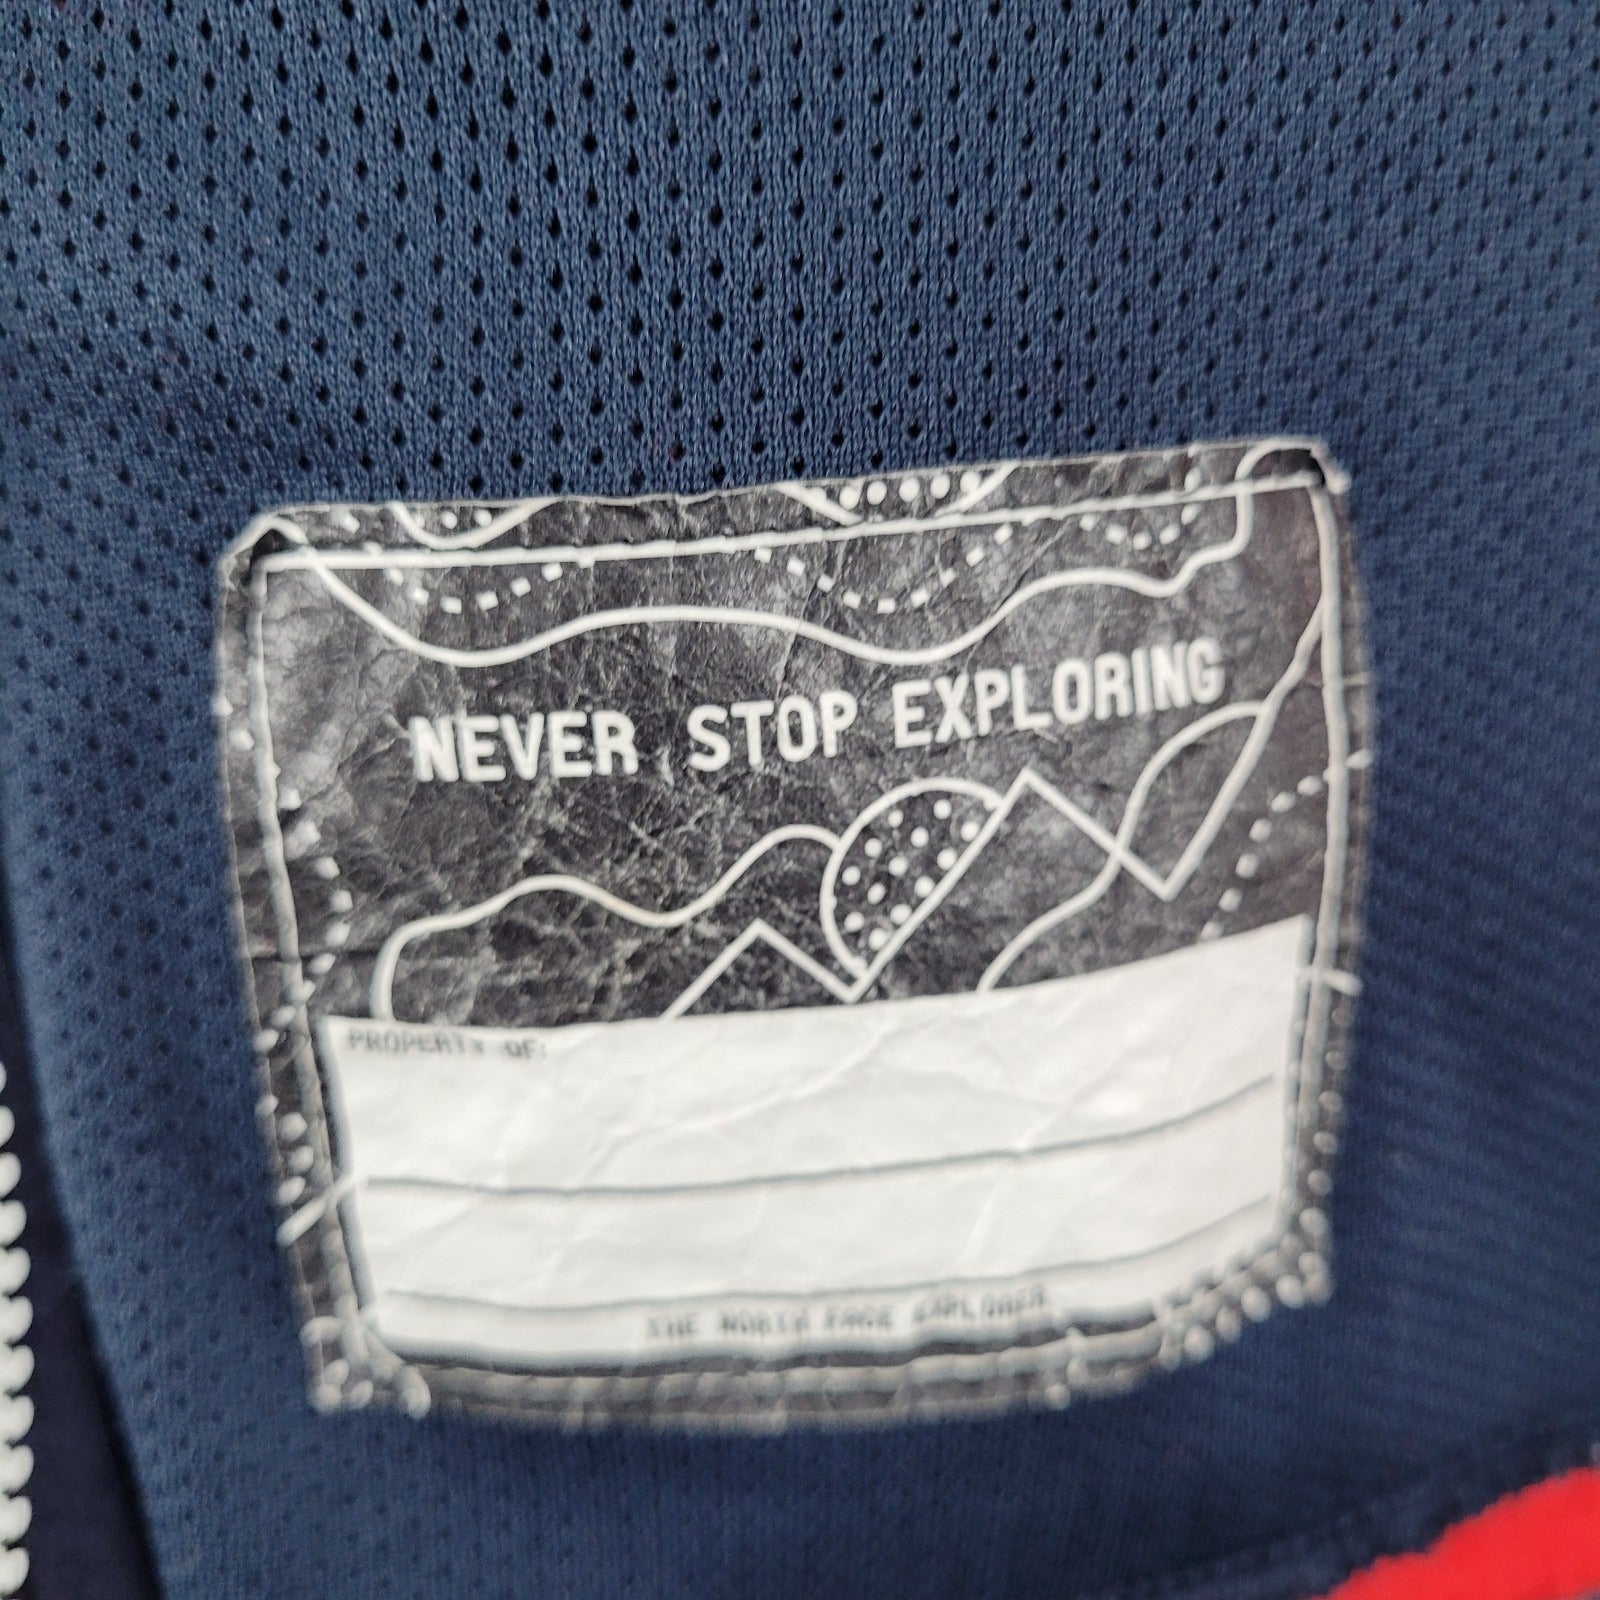 NEVER STOP EXPLORING
PROPERTY OF:
THE NORTH FACE EXPLORER